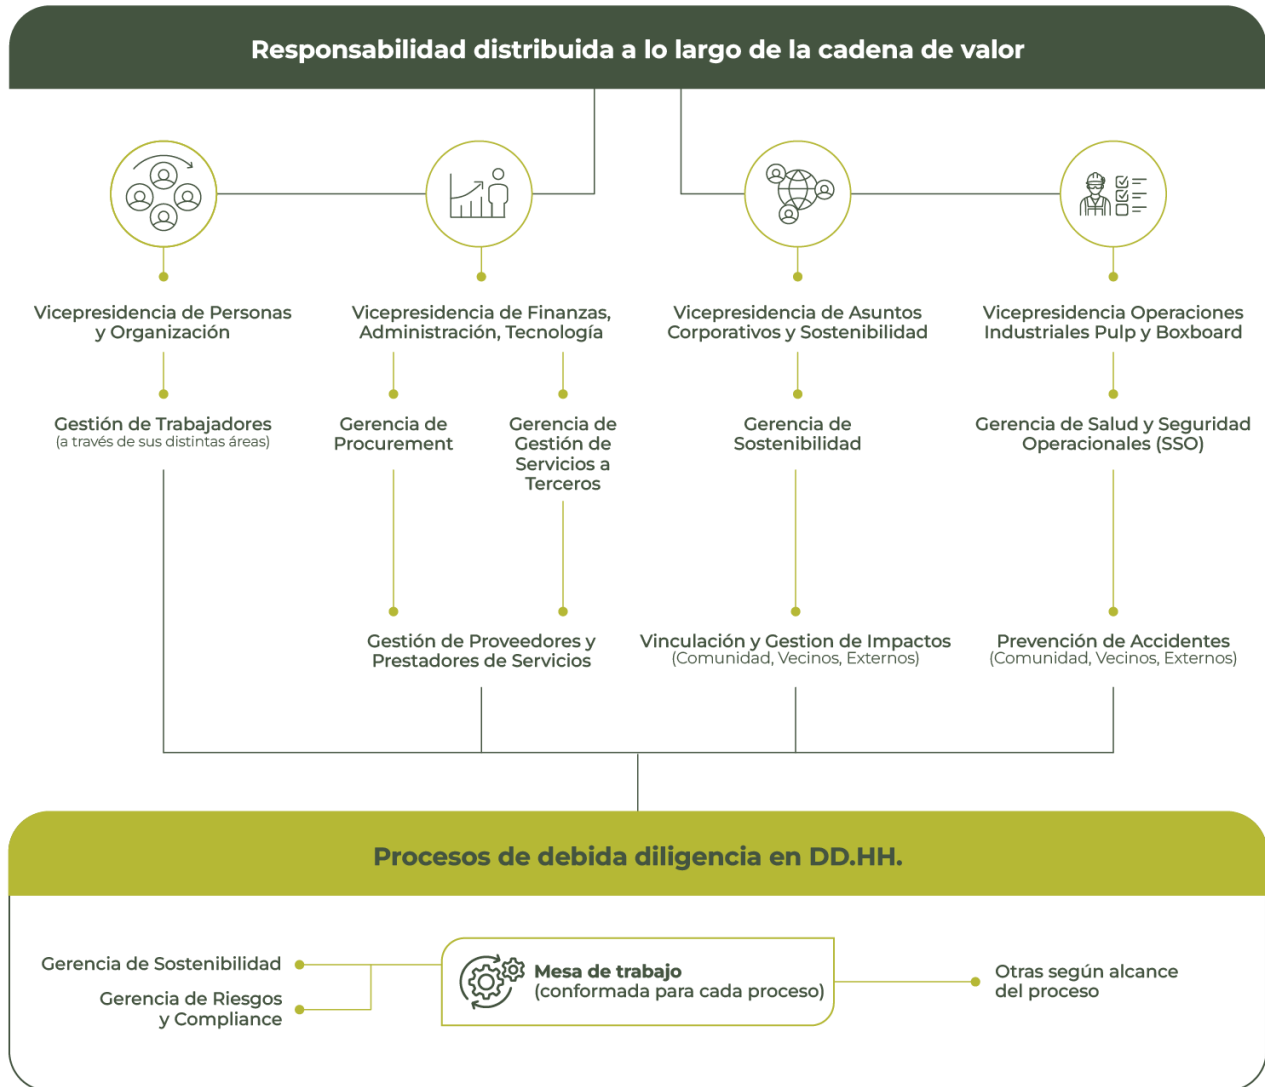 Responsabilidad distribuida a lo largo de la cadena de valor
Vicepresidencia de Personas
y Organización
Vicepresidencia de Finanzas,
Administración, Tecnología
Vicepresidencia de Asuntos
Corporativos y Sostenibilidad
Vicepresidencia Operaciones
Industriales Pulp y Boxboard
Gestión de Trabajadores
(a través de sus distintas áreas)
Gerencia de
Procurement
Gerencia de
Gestión de
Servicios a
Terceros
Gerencia de
Sostenibilidad
Gerencia de Salud y Seguridad
Operacionales (SSO)
Gestión de Proveedores y
Prestadores de Servicios
Vinculación y Gestion de Impactos
(Comunidad, Vecinos, Externos)
Prevención de Accidentes
(Comunidad, Vecinos, Externos)
Procesos de debida diligencia en DD.HH.
Gerencia de Sostenibilidad
Gerencia de Riesgos
y Compliance
Mesa de trabajo
(conformada para cada proceso)
Otras según alcance
del proceso